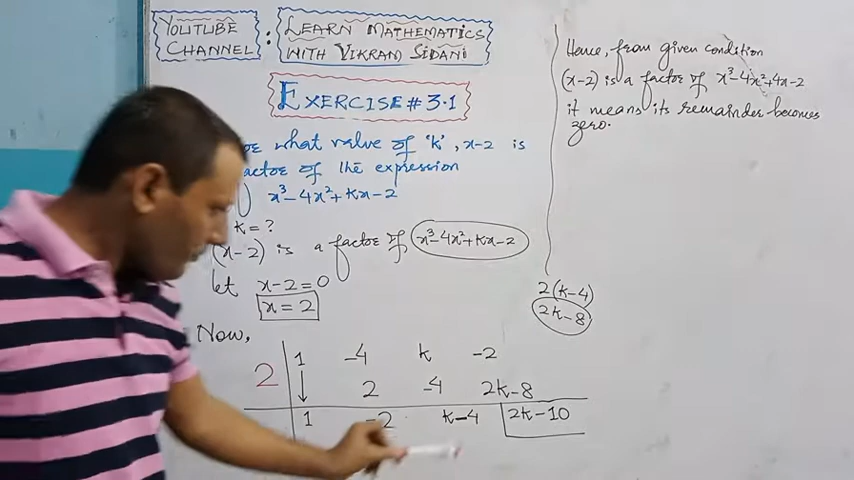 YOUTUBE
CHANNEL :
LEARN MATHEMATICS
WITH VIKRAM SIDANI
EXERCISE # 3.1
what value of 'k', x-2 is
factor of the expression
x³-4x²+kx-2
k = ?
(x-2) is a factor of x³-4x²+kx-2
let x-2=0
x = 2
Now,
2 | 1 -4 k -2
↓ 2 -4 2k-8
1 -2 k-4 2k-10
Hence, from given condition
(x-2) is a factor of x³-4x²+4x-2
it means its remainder becomes
zero.
2(k-4)
2k-8